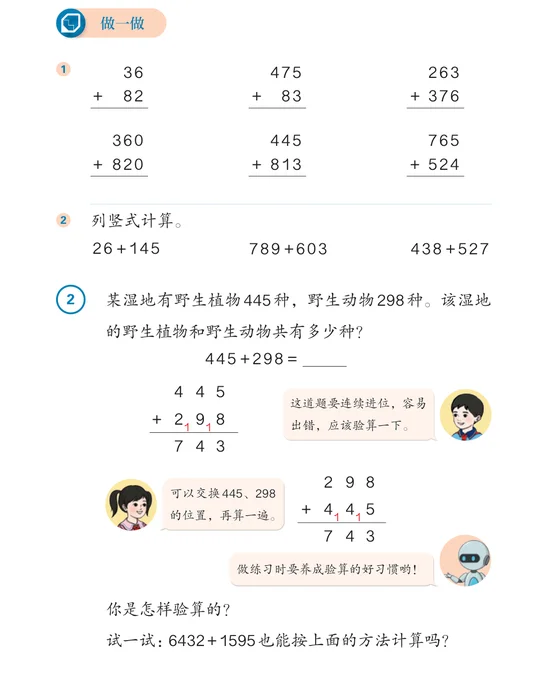 做一做
1
36 475 263
+ 82 + 83 + 376
360 445 765
+ 820 + 813 + 524
2 列竖式计算。
26+145 789+603 438+527
2 某湿地有野生植物445种，野生动物298种。该湿地
的野生植物和野生动物共有多少种？
445+298=
4 4 5
+ 2 1 9 1 8
7 4 3
这道题要连续进位，容易
出错，应该验算一下。
可以交换445、298
的位置，再算一遍。
2 9 8
+ 4 1 4 1 5
7 4 3
做练习时要养成验算的好习惯哟！
你是怎样验算的？
试一试：6432+1595也能按上面的方法计算吗？